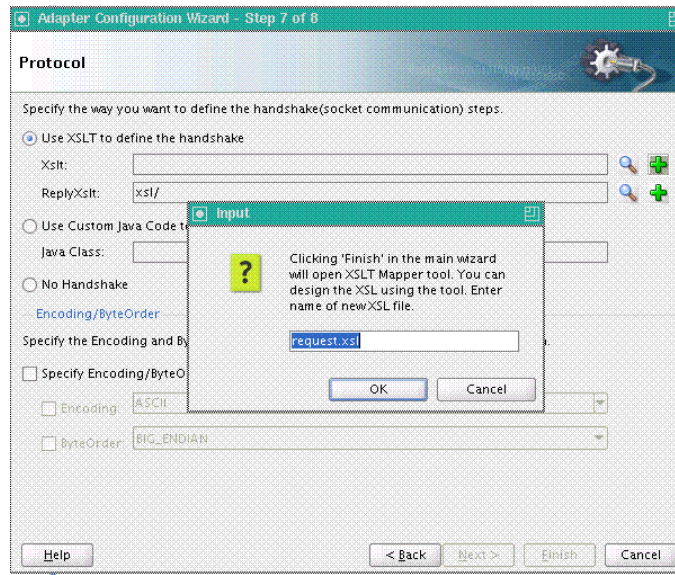 Adapter Configuration Wizard - Step 7 of 8
Protocol
Specify the way you want to define the handshake(socket communication) steps.
Use XSLT to define the handshake
Xslt:
ReplyXslt: xsl/
Input
Use Custom Java Code t
Java Class:
Clicking 'Finish' in the main wizard
will open XSLT Mapper tool. You can
design the XSL using the tool. Enter
name of new XSL file.
request.xsl
OK Cancel
No Handshake
Encoding/ByteOrder
Specify the Encoding and By
Specify Encoding/ByteO
Encoding: ASCII
ByteOrder: BIG_ENDIAN
Help < Back Next > Finish Cancel